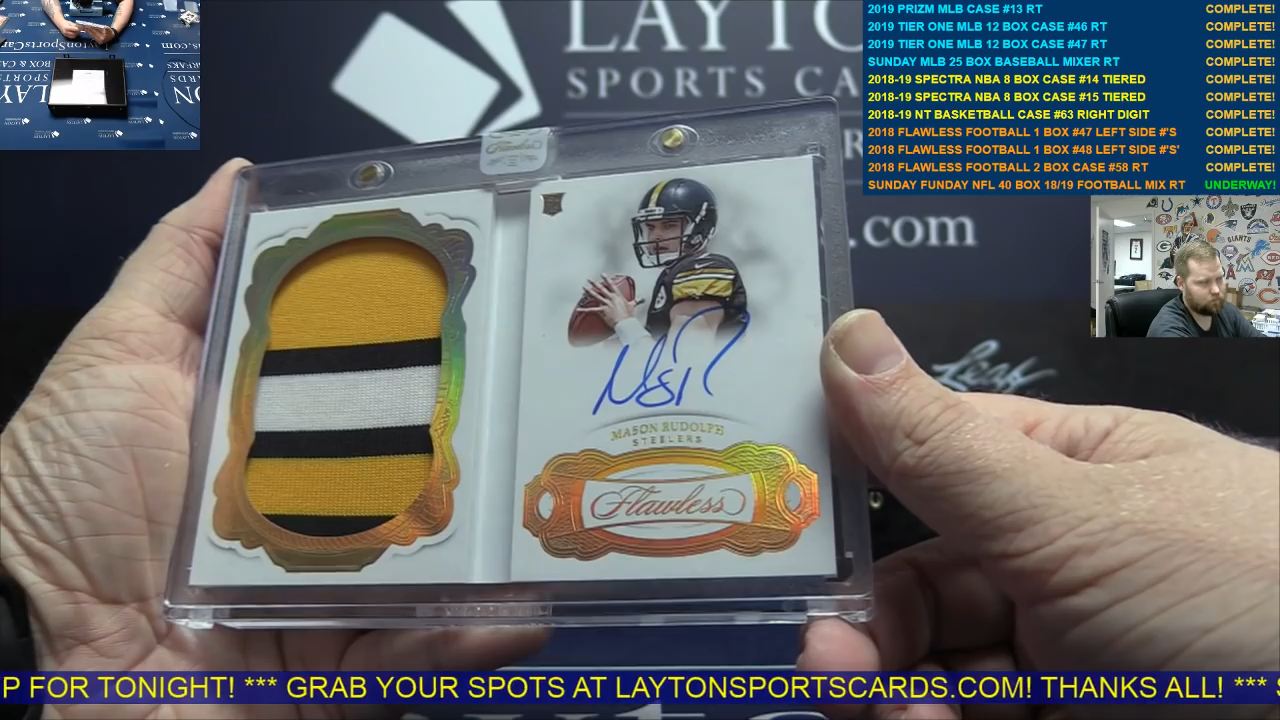 2019 PRIZM MLB CASE #13 RT COMPLETE!
2019 TIER ONE MLB 12 BOX CASE #46 RT COMPLETE!
2019 TIER ONE MLB 12 BOX CASE #47 RT COMPLETE!
SUNDAY MLB 25 BOX BASEBALL MIXER RT COMPLETE!
2018-19 SPECTRA NBA 8 BOX CASE #14 TIERED COMPLETE!
2018-19 SPECTRA NBA 8 BOX CASE #15 TIERED COMPLETE!
2018-19 NT BASKETBALL CASE #63 RIGHT DIGIT COMPLETE!
2018 FLAWLESS FOOTBALL 1 BOX #47 LEFT SIDE #'S COMPLETE!
2018 FLAWLESS FOOTBALL 1 BOX #48 LEFT SIDE #'S' COMPLETE!
2018 FLAWLESS FOOTBALL 2 BOX CASE #58 RT COMPLETE!
SUNDAY FUNDAY NFL 40 BOX 18/19 FOOTBALL MIX RT UNDERWAY!
LAYTO
SPORTS CAR
s.com
GIANTS
Flawless
Leaf
MASON RUDOLPH
STEELERS
Flawless
P FOR TONIGHT! *** GRAB YOUR SPOTS AT LAYTONSPORTSCARDS.COM! THANKS ALL! *** S